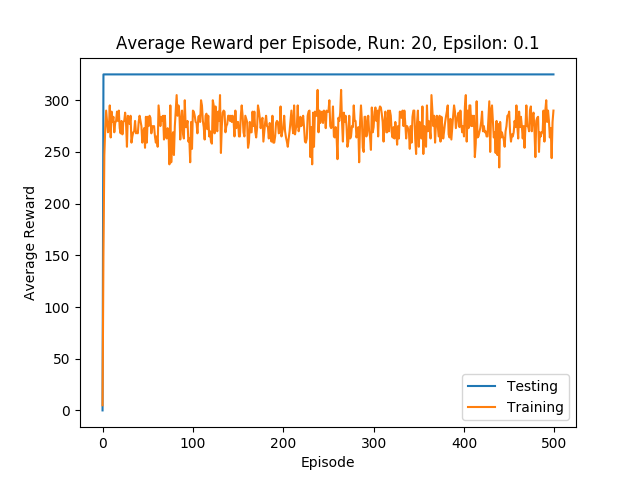 Average Reward per Episode, Run: 20, Epsilon: 0.1
Average Reward
300
250
200
150
100
50
0
0 100 200 300 400 500
Episode
Testing
Training